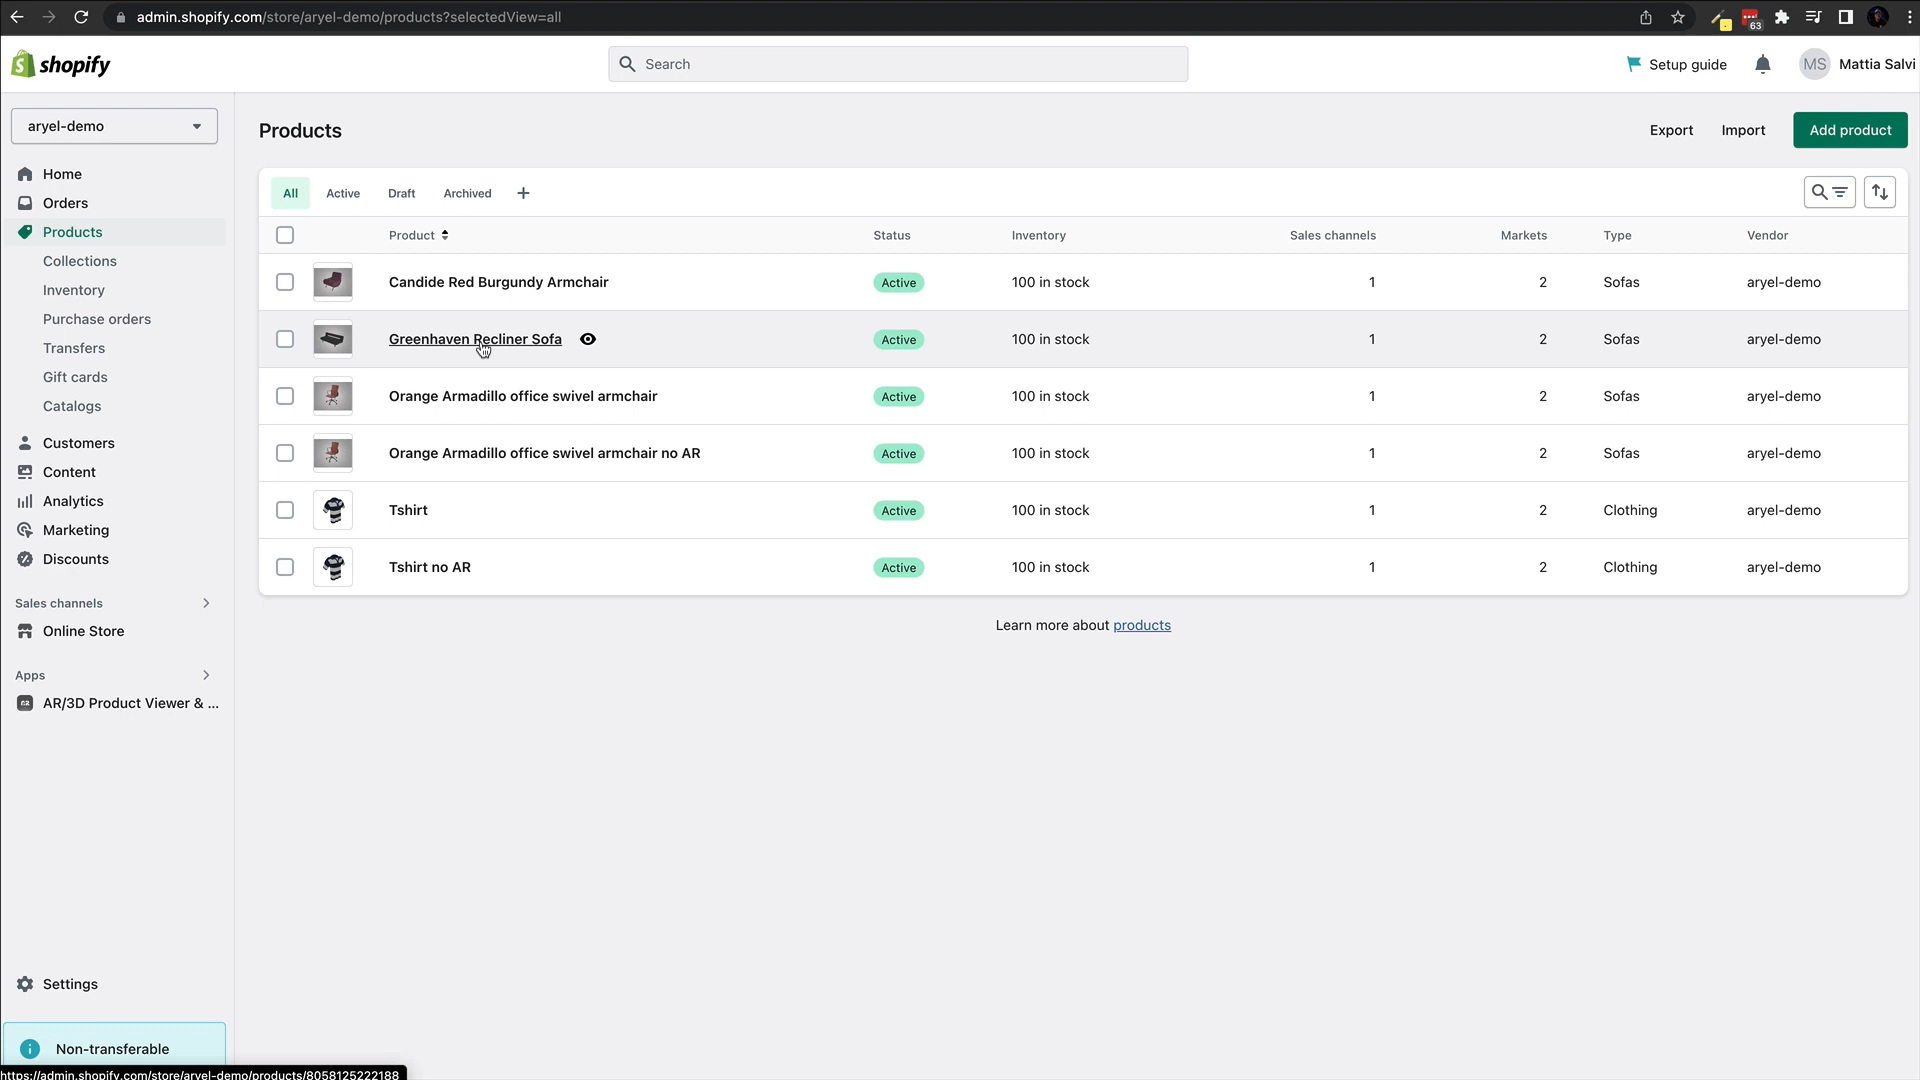 admin.shopify.com/store/aryel-demo/products?selectedView=all
63
shopify
Search
Setup guide
MS
Mattia Salvi
aryel-demo
Home
Orders
Products
Collections
Inventory
Purchase orders
Transfers
Gift cards
Catalogs
Customers
Content
Analytics
Marketing
Discounts
Sales channels
Online Store
Apps
AR/3D Product Viewer & ...
Settings
Non-transferable
https://admin.shopify.com/store/aryel-demo/products/8058125222188
Products
Export Import Add product
All Active Draft Archived
Product Status Inventory Sales channels Markets Type Vendor
Candide Red Burgundy Armchair Active 100 in stock 1 2 Sofas aryel-demo
Greenhaven Recliner Sofa Active 100 in stock 1 2 Sofas aryel-demo
Orange Armadillo office swivel armchair Active 100 in stock 1 2 Sofas aryel-demo
Orange Armadillo office swivel armchair no AR Active 100 in stock 1 2 Sofas aryel-demo
Tshirt Active 100 in stock 1 2 Clothing aryel-demo
Tshirt no AR Active 100 in stock 1 2 Clothing aryel-demo
Learn more about products